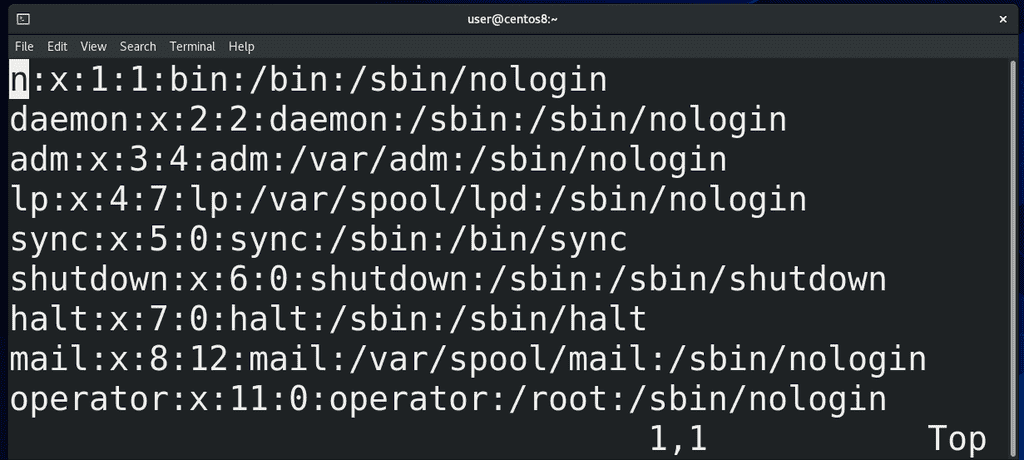 user@centos8:~
File Edit View Search Terminal Help
n:x:1:1:bin:/bin:/sbin/nologin
daemon:x:2:2:daemon:/sbin:/sbin/nologin
adm:x:3:4:adm:/var/adm:/sbin/nologin
lp:x:4:7:lp:/var/spool/lpd:/sbin/nologin
sync:x:5:0:sync:/sbin:/bin/sync
shutdown:x:6:0:shutdown:/sbin:/sbin/shutdown
halt:x:7:0:halt:/sbin:/sbin/halt
mail:x:8:12:mail:/var/spool/mail:/sbin/nologin
operator:x:11:0:operator:/root:/sbin/nologin
1,1 Top